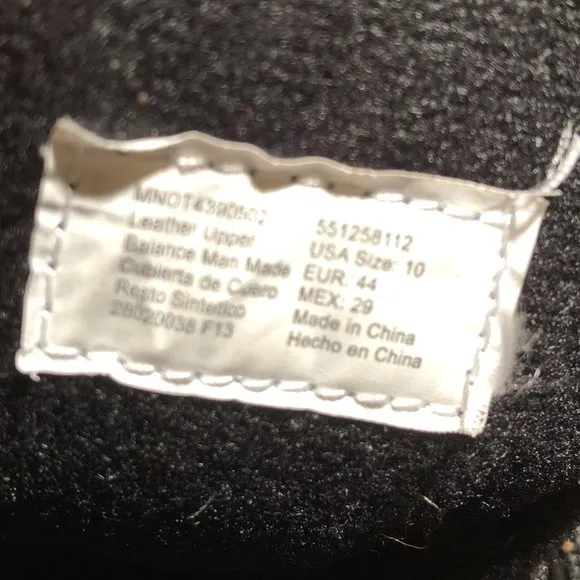 Leather Upper
Balance Man Made
Cubierta de Cuero
Resto Sintetico
28020038 F13
551258112
USA Size: 10
EUR. 44
MEX: 29
Made in China
Hecho en China